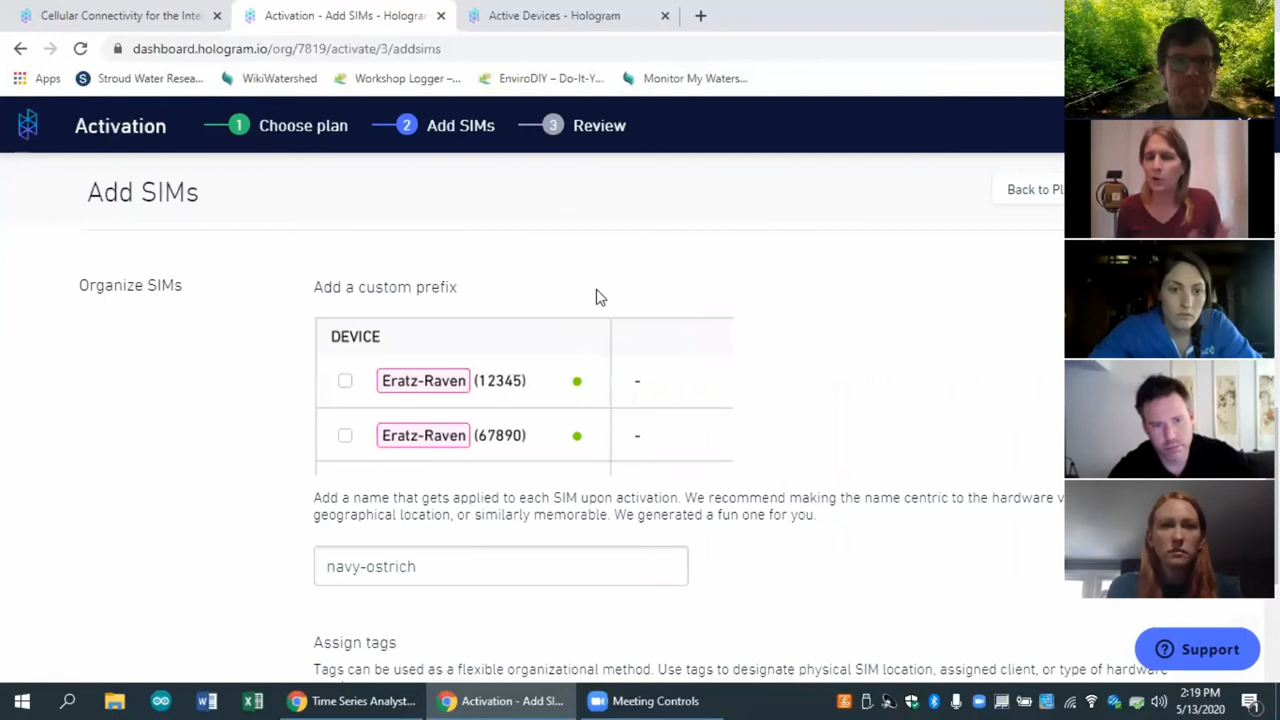 Cellular Connectivity for the Inte
Activation - Add SIMs - Hologra
Active Devices - Hologram
dashboard.hologram.io/org/7819/activate/3/addsims
Apps
Stroud Water Resea...
WikiWatershed
Workshop Logger –...
EnviroDIY – Do-It-Y...
Monitor My Waters...
Activation
1 Choose plan
2 Add SIMs
3 Review
Add SIMs
Back to Pl
Organize SIMs
Add a custom prefix
DEVICE
Eratz-Raven (12345) -
Eratz-Raven (67890) -
Add a name that gets applied to each SIM upon activation. We recommend making the name centric to the hardware v
geographical location, or similarly memorable. We generated a fun one for you.
navy-ostrich
Assign tags
Tags can be used as a flexible organizational method. Use tags to designate physical SIM location, assigned client, or type of hardware
Support
Time Series Analyst...
Activation - Add SI...
Meeting Controls
2:19 PM
5/13/2020
1